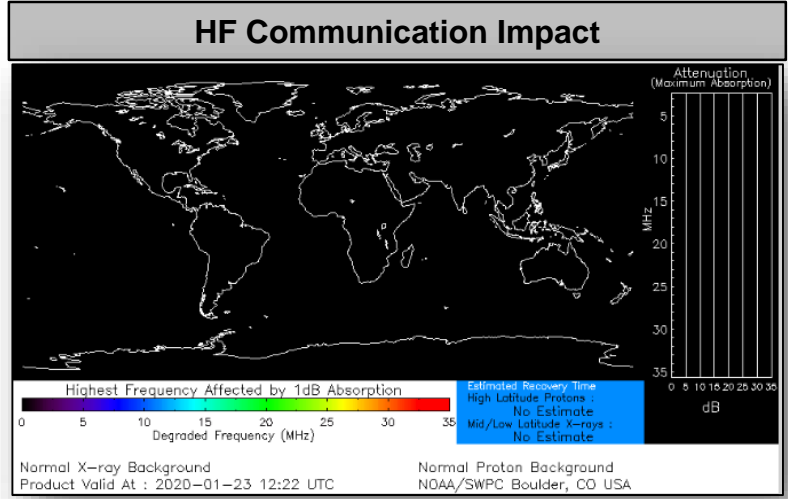 HF Communication Impact
Attenuation
(Maximum Absorption)
5
10
15
20
25
30
35
MHz
0 5 10 15 20 25 30 35
dB
Highest Frequency Affected by 1dB Absorption
0 5 10 15 20 25 30 35
Degraded Frequency (MHz)
Estimated Recovery Time
High Latitude Protons :
No Estimate
Mid/Low Latitude X-rays :
No Estimate
Normal X-ray Background
Product Valid At : 2020-01-23 12:22 UTC
Normal Proton Background
NOAA/SWPC Boulder, CO USA